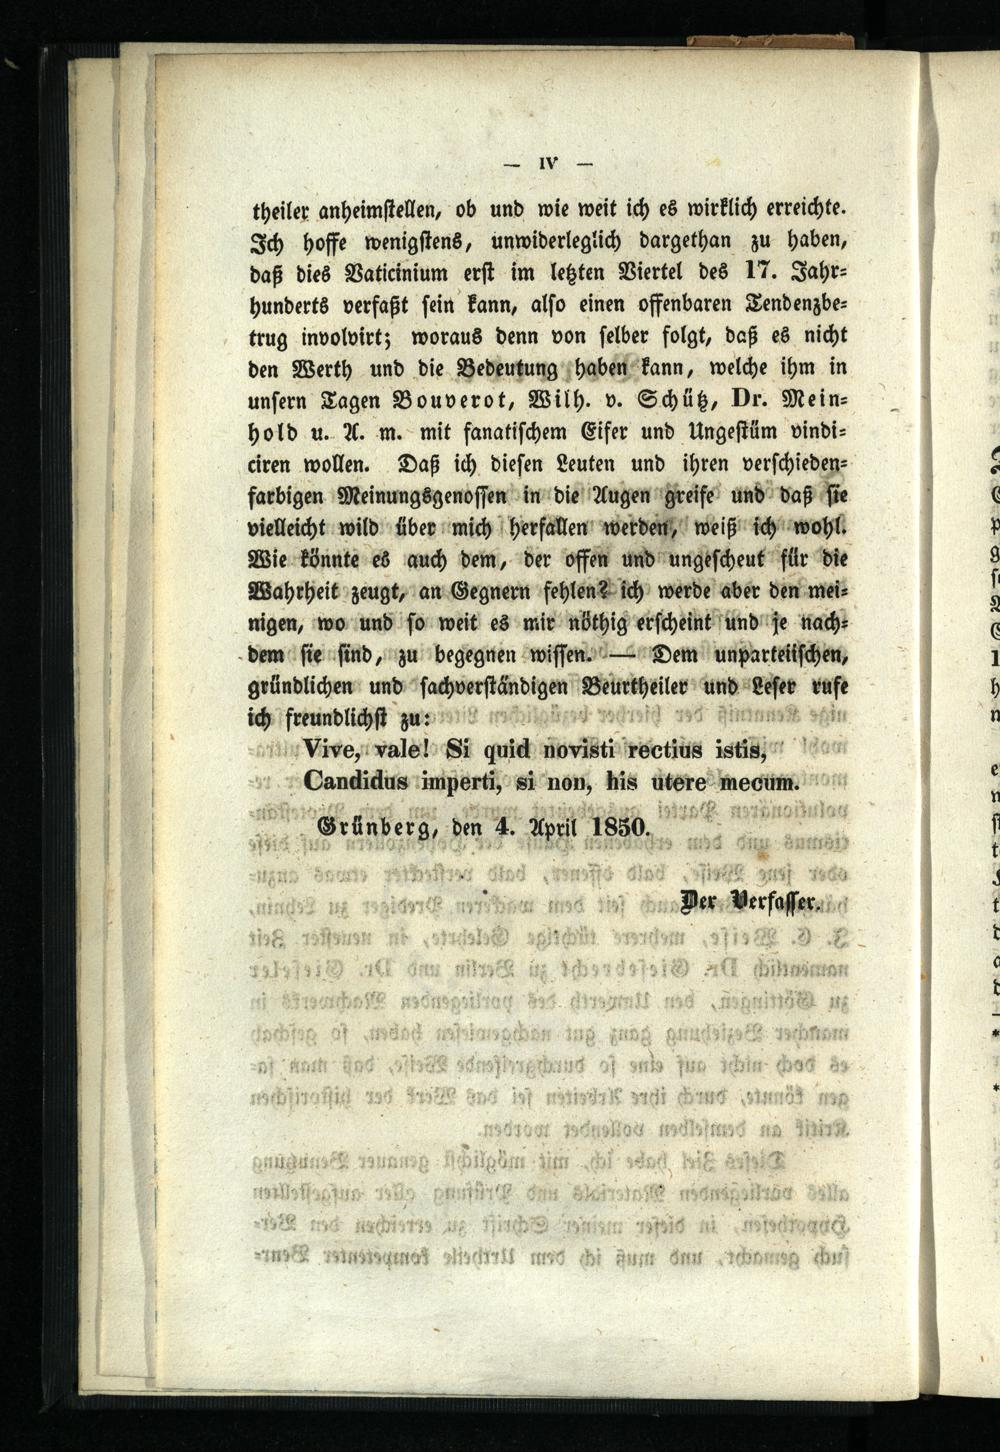 — IV —
theiler anheimstellen, ob und wie weit ich es wirklich erreichte.
Ich hoffe wenigstens, unwiderleglich dargethan zu haben,
daß dies Vaticinium erst im letzten Viertel des 17. Jahr-
hunderts verfaßt sein kann, also einen offenbaren Tendenzbe-
trug involvirt; woraus denn von selber folgt, daß es nicht
den Werth und die Bedeutung haben kann, welche ihm in
unsern Tagen Bouverot, Wilh. v. Schütz, Dr. Mein-
hold u. A. m. mit fanatischem Eifer und Ungestüm vindi-
ciren wollen. Daß ich diesen Leuten und ihren verschieden-
farbigen Meinungsgenossen in die Augen greife und daß sie
vielleicht wild über mich herfallen werden, weiß ich wohl.
Wie könnte es auch dem, der offen und ungescheut für die
Wahrheit zeugt, an Gegnern fehlen? ich werde aber den mei-
nigen, wo und so weit es mir nöthig erscheint und je nach-
dem sie sind, zu begegnen wissen. — Dem unparteiischen,
gründlichen und sachverständigen Beurtheiler und Leser rufe
ich freundlichst zu:
Vive, vale! Si quid novisti rectius istis,
Candidus imperti, si non, his utere mecum.
Grünberg, den 4. April 1850.
Der Verfasser.